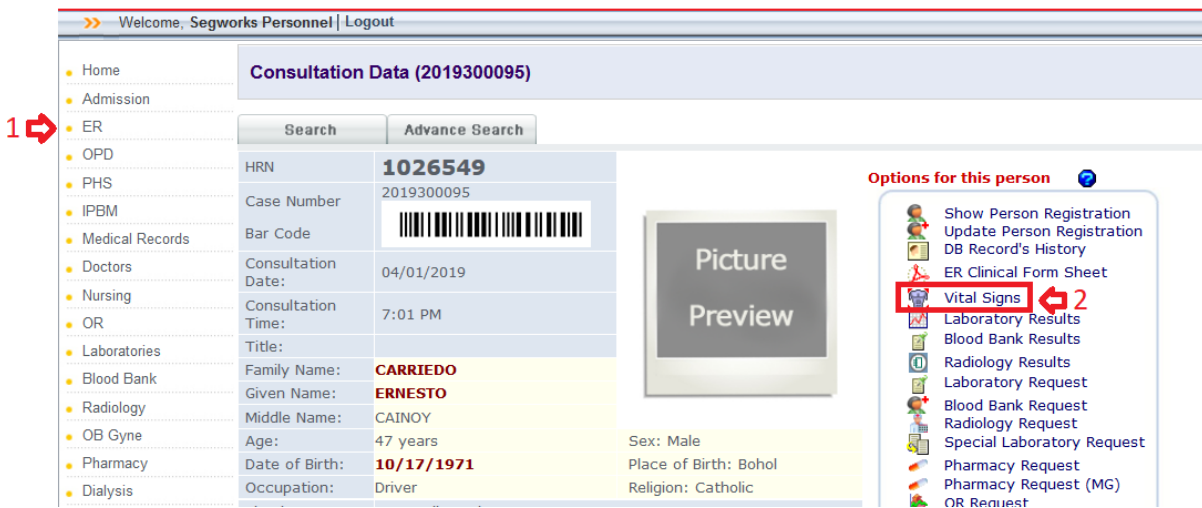 Welcome, Segworks Personnel | Logout
Home
Admission
1
ER
OPD
PHS
IPBM
Medical Records
Doctors
Nursing
OR
Laboratories
Blood Bank
Radiology
OB Gyne
Pharmacy
Dialysis
Consultation Data (2019300095)
Search Advance Search
HRN 1026549
Case Number 2019300095
Bar Code
Consultation Date: 04/01/2019
Consultation Time: 7:01 PM
Title:
Family Name: CARRIEDO
Given Name: ERNESTO
Middle Name: CAINOY
Age: 47 years Sex: Male
Date of Birth: 10/17/1971 Place of Birth: Bohol
Occupation: Driver Religion: Catholic
Picture
Preview
Options for this person
Show Person Registration
Update Person Registration
DB Record's History
ER Clinical Form Sheet
Vital Signs 2
Laboratory Results
Blood Bank Results
Radiology Results
Laboratory Request
Blood Bank Request
Radiology Request
Special Laboratory Request
Pharmacy Request
Pharmacy Request (MG)
OR Request